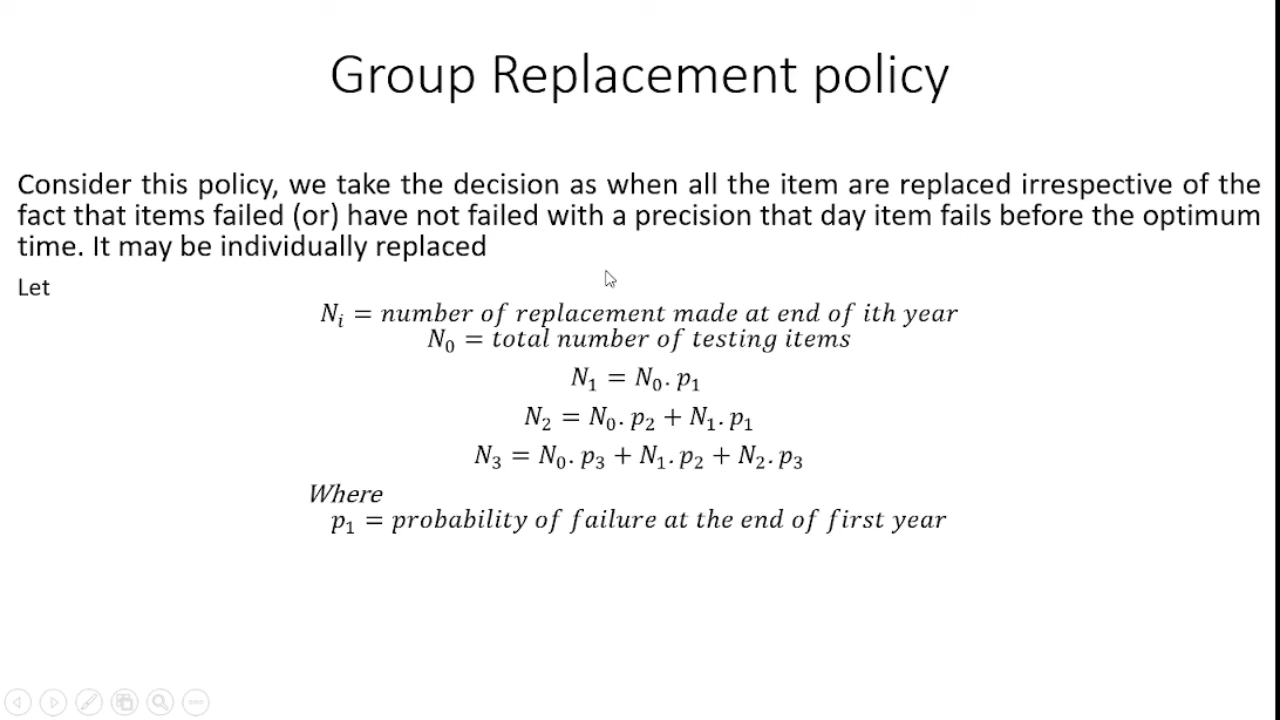 Group Replacement policy
Consider this policy, we take the decision as when all the item are replaced irrespective of the
fact that items failed (or) have not failed with a precision that day item fails before the optimum
time. It may be individually replaced
Let
Nᵢ = number of replacement made at end of ith year
N₀ = total number of testing items
N₁ = N₀. p₁
N₂ = N₀. p₂ + N₁. p₁
N₃ = N₀. p₃ + N₁. p₂ + N₂. p₃
Where
p₁ = probability of failure at the end of first year